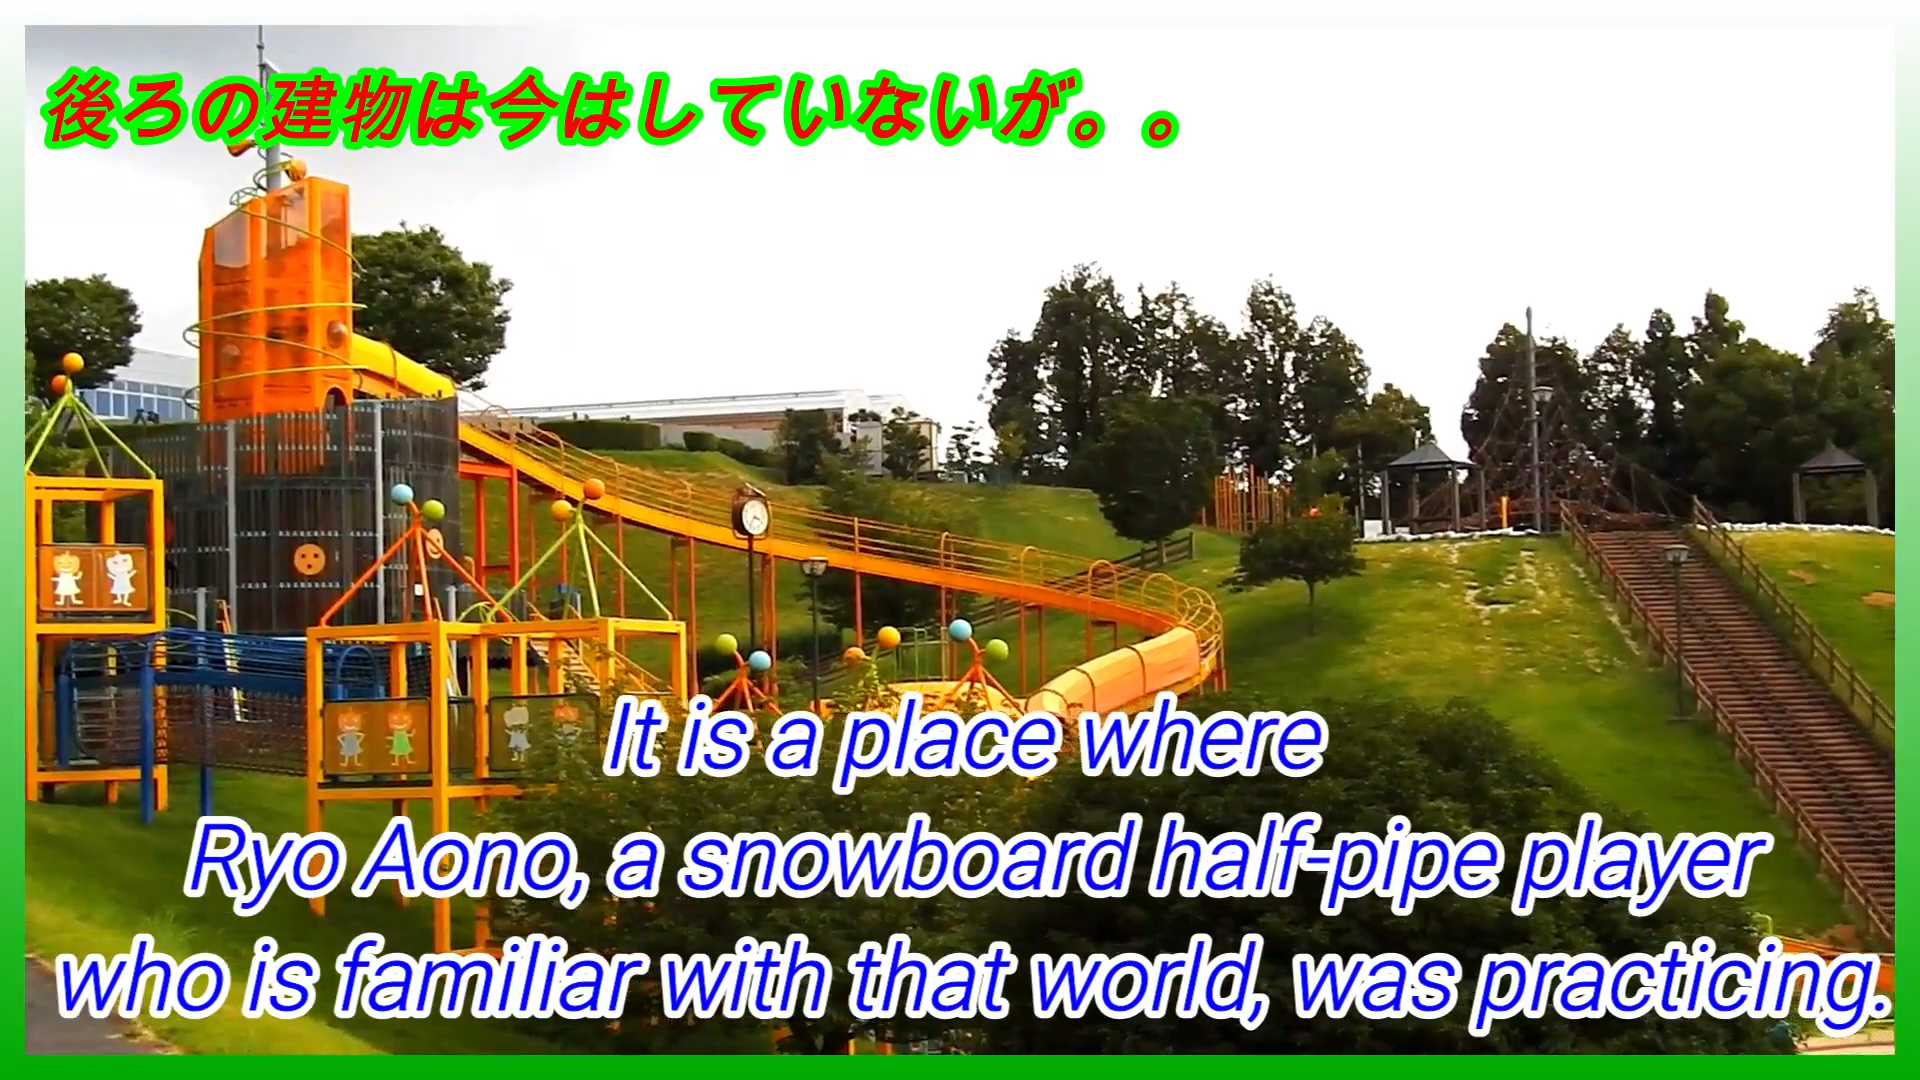 後ろの建物は今はしていないが。。
It is a place where
Ryo Aono, a snowboard half-pipe player
who is familiar with that world, was practicing.